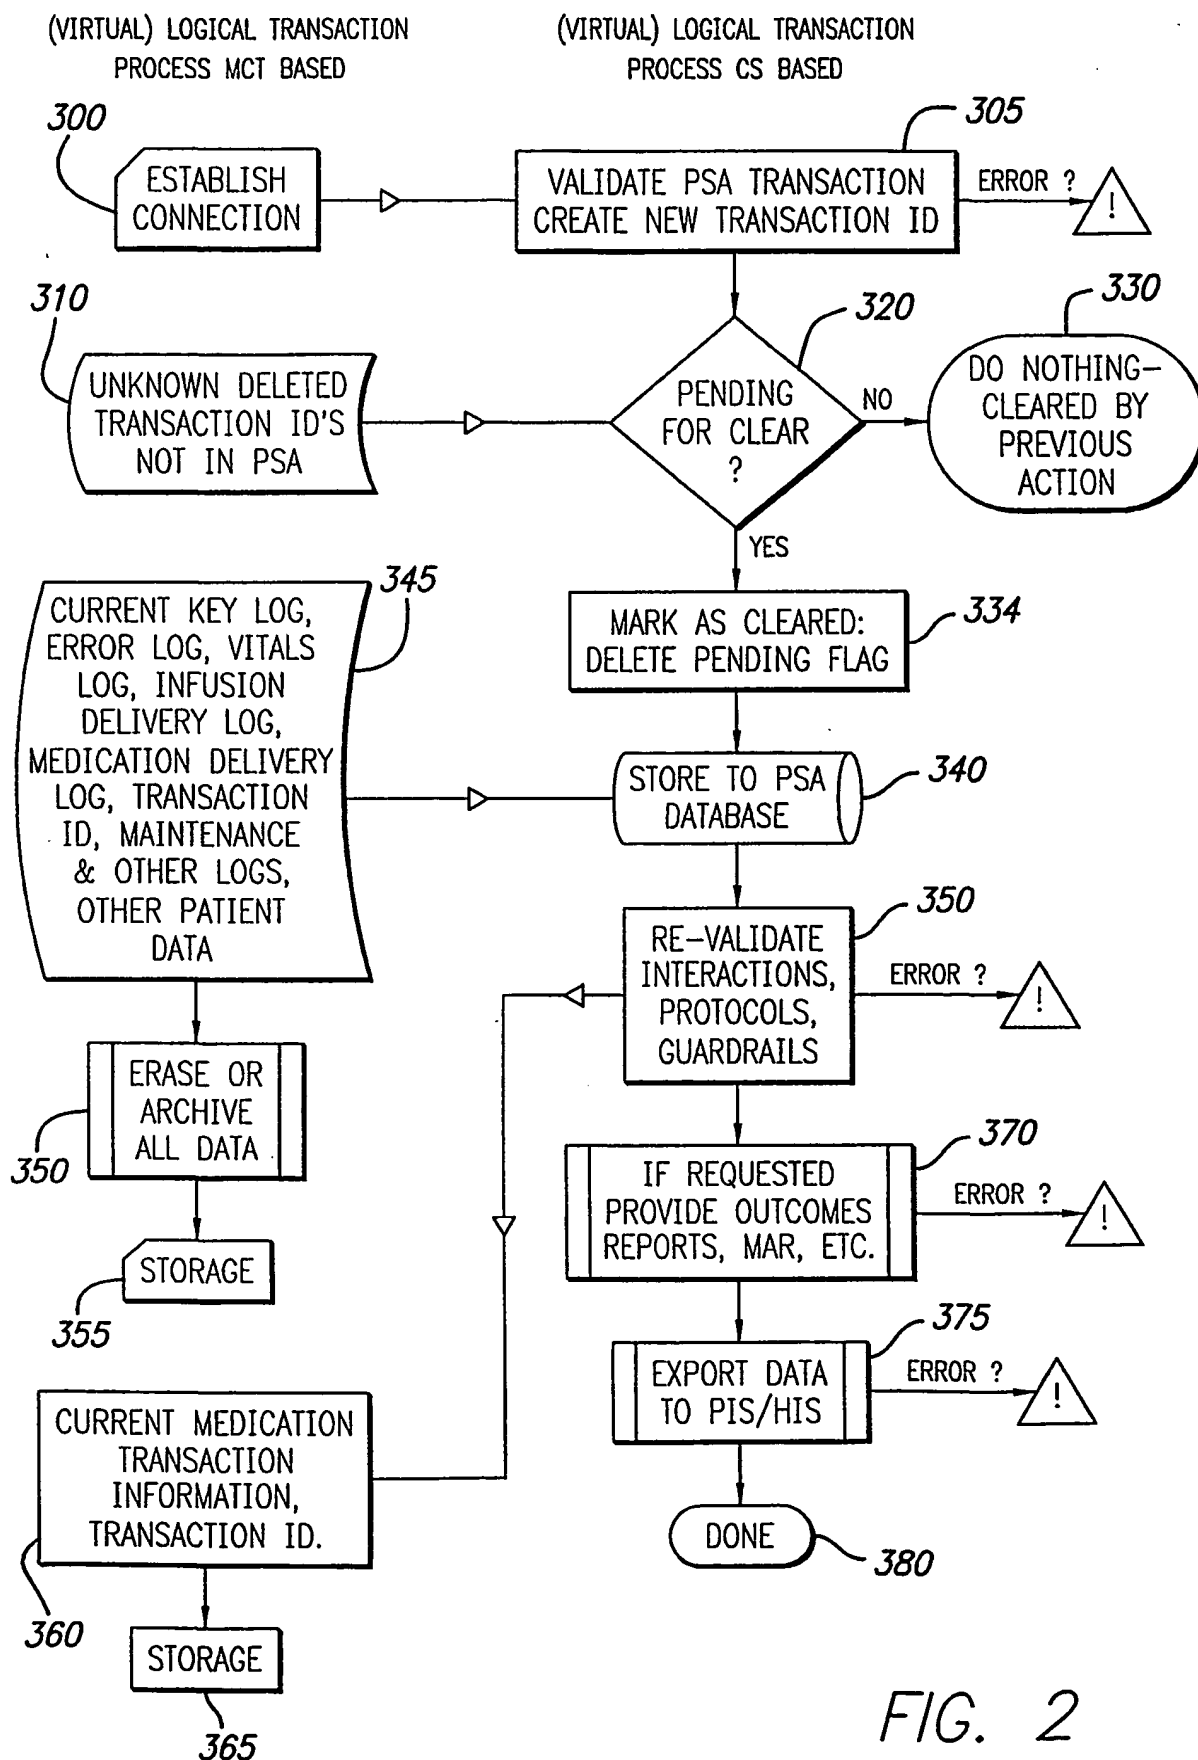 (VIRTUAL) LOGICAL TRANSACTION
PROCESS MCT BASED
(VIRTUAL) LOGICAL TRANSACTION
PROCESS CS BASED
300
ESTABLISH
CONNECTION
305
VALIDATE PSA TRANSACTION
CREATE NEW TRANSACTION ID
ERROR ?
!
310
UNKNOWN DELETED
TRANSACTION ID'S
NOT IN PSA
320
PENDING
FOR CLEAR
?
NO
330
DO NOTHING–
CLEARED BY
PREVIOUS
ACTION
YES
334
MARK AS CLEARED:
DELETE PENDING FLAG
345
CURRENT KEY LOG,
ERROR LOG, VITALS
LOG, INFUSION
DELIVERY LOG,
MEDICATION DELIVERY
LOG, TRANSACTION
ID, MAINTENANCE
& OTHER LOGS,
OTHER PATIENT
DATA
340
STORE TO PSA
DATABASE
350
RE-VALIDATE
INTERACTIONS,
PROTOCOLS,
GUARDRAILS
ERROR ?
!
350
ERASE OR
ARCHIVE
ALL DATA
370
IF REQUESTED
PROVIDE OUTCOMES
REPORTS, MAR, ETC.
ERROR ?
!
STORAGE
355
375
EXPORT DATA
TO PIS/HIS
ERROR ?
!
CURRENT MEDICATION
TRANSACTION
INFORMATION,
TRANSACTION ID.
360
DONE
380
STORAGE
365
FIG. 2